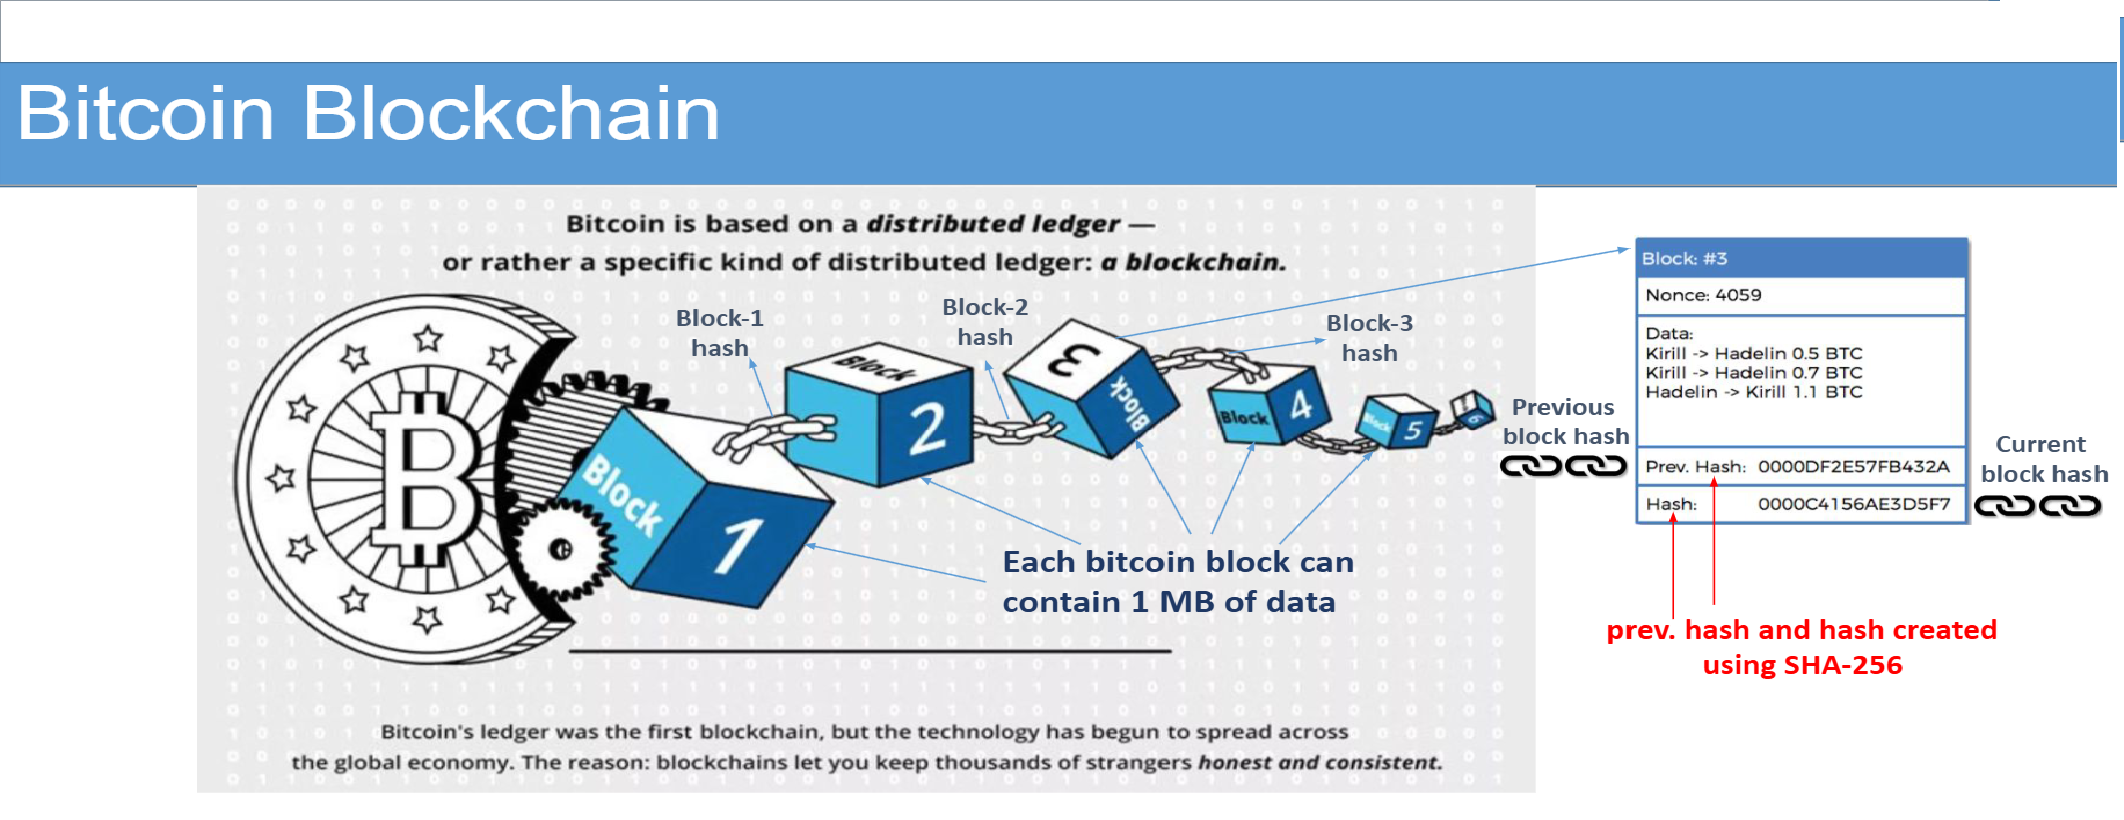 Bitcoin Blockchain
Bitcoin is based on a distributed ledger —
or rather a specific kind of distributed ledger: a blockchain.
Block-1
hash
Block-2
hash
Block-3
hash
Block
1
Block
2
3
Block
Block
4
Block
5
6
Each bitcoin block can
contain 1 MB of data
Bitcoin's ledger was the first blockchain, but the technology has begun to spread across
the global economy. The reason: blockchains let you keep thousands of strangers honest and consistent.
Previous
block hash
Block: #3
Nonce: 4059
Data:
Kirill -> Hadelin 0.5 BTC
Kirill -> Hadelin 0.7 BTC
Hadelin -> Kirill 1.1 BTC
Prev. Hash: 0000DF2E57FB432A
Hash: 0000C4156AE3D5F7
Current
block hash
prev. hash and hash created
using SHA-256